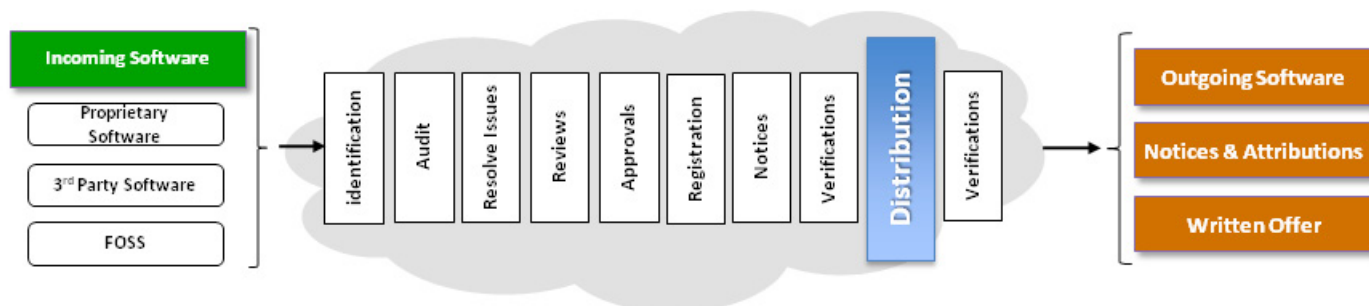 Incoming Software
Proprietary
Software
3rd Party Software
FOSS
identification
Audit
Resolve Issues
Reviews
Approvals
Registration
Notices
Verifications
Distribution
Verifications
Outgoing Software
Notices & Attributions
Written Offer